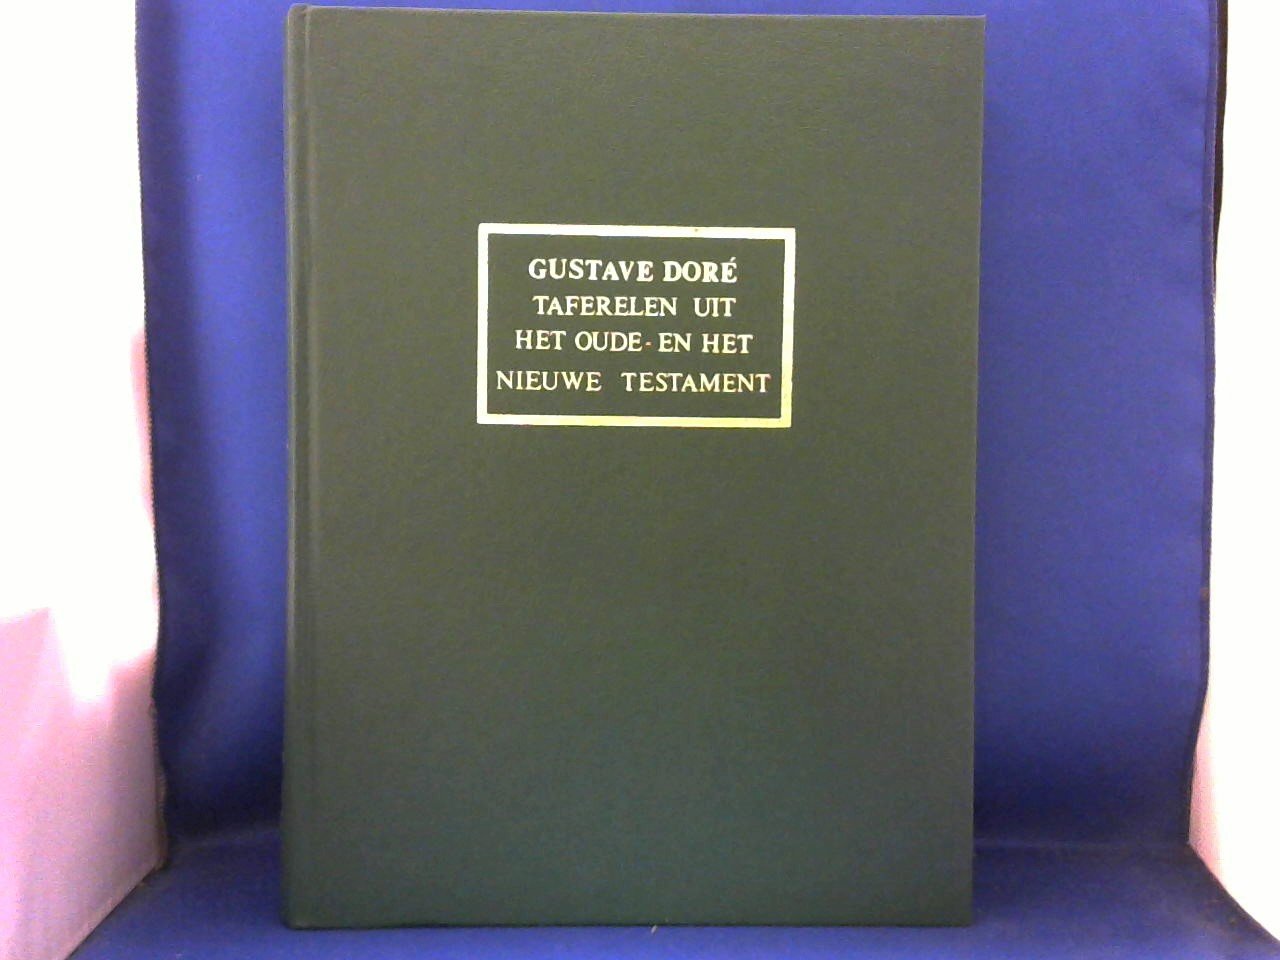 GUSTAVE DORÉ
TAFERELEN UIT
HET OUDE- EN HET
NIEUWE TESTAMENT